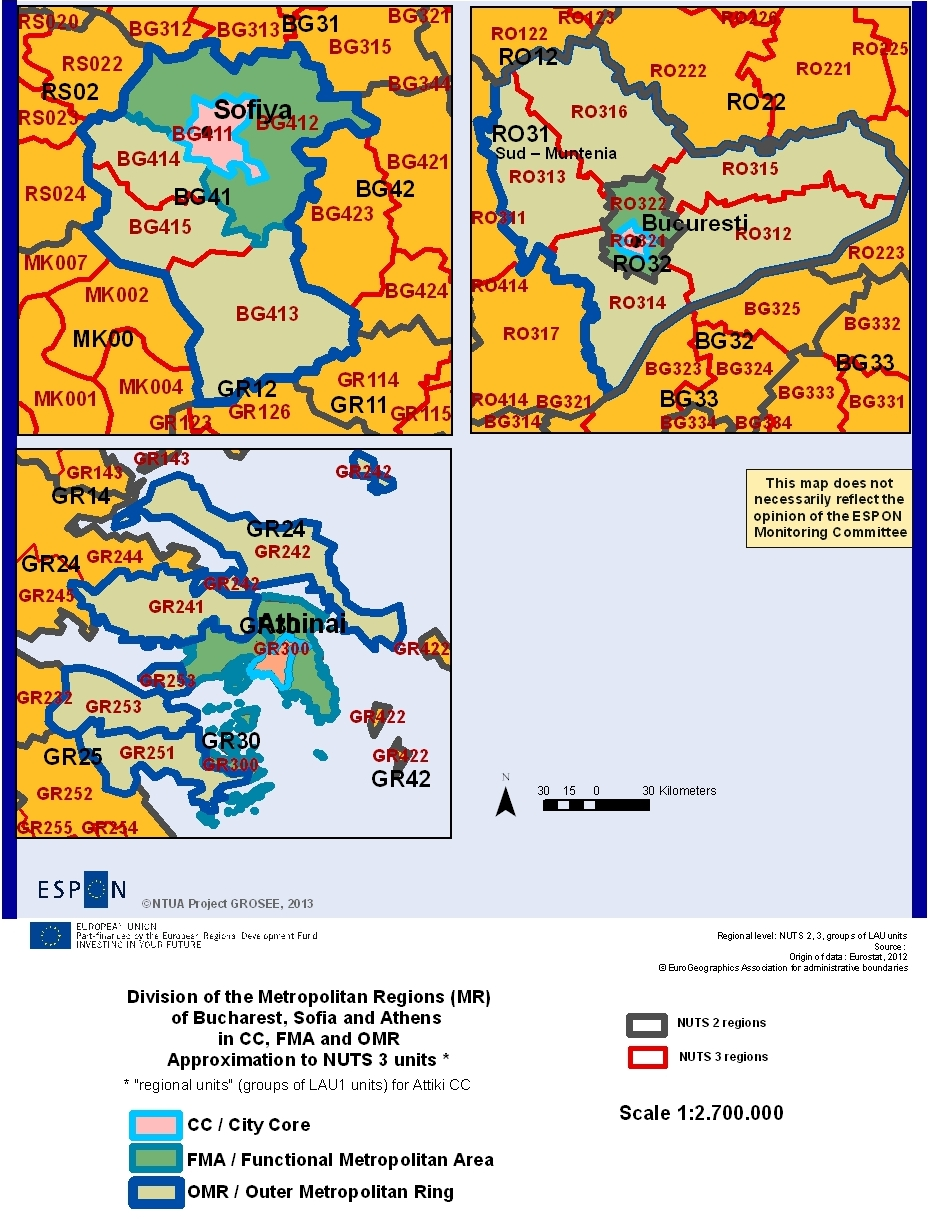 RS020
BG312
BG313
BG31
BG321
BG315
RS022
RS02
BG344
Sofiya
RS023
BG411
BG412
BG414
BG421
RS024
BG41
BG42
BG415
BG423
MK007
MK002
BG424
BG413
MK00
MK001
MK004
GR12
GR114
GR126
GR11
GR123
GR115
RO122
RO123
RO226
RO12
RO225
RO222
RO221
RO22
RO316
RO31
Sud – Muntenia
RO313
RO315
RO311
RO322
Bucuresti
RO321
RO312
RO32
RO223
RO414
RO314
BG325
RO317
BG332
BG32
BG33
BG323
BG324
BG333
RO414
BG321
BG33
BG331
BG314
BG334
BG334
GR143
GR143
GR242
GR14
GR24
GR24
GR244
GR242
GR245
GR242
GR241
Athinai
GR300
GR422
GR253
GR232
GR253
GR422
GR25
GR251
GR30
GR300
GR422
GR42
GR252
GR255
GR254
This map does not
necessarily reflect the
opinion of the ESPON
Monitoring Committee
N
30 15 0 30 Kilometers
ESPON
©NTUA Project GROSEE, 2013
EUROPEAN UNION
Part-financed by the European Regional Development Fund
INVESTING IN YOUR FUTURE
Regional level: NUTS 2, 3, groups of LAU units
Source:
Origin of data: Eurostat, 2012
© EuroGeographics Association for administrative boundaries
Division of the Metropolitan Regions (MR)
of Bucharest, Sofia and Athens
in CC, FMA and OMR
Approximation to NUTS 3 units *
* "regional units" (groups of LAU1 units) for Attiki CC
NUTS 2 regions
NUTS 3 regions
Scale 1:2.700.000
CC / City Core
FMA / Functional Metropolitan Area
OMR / Outer Metropolitan Ring